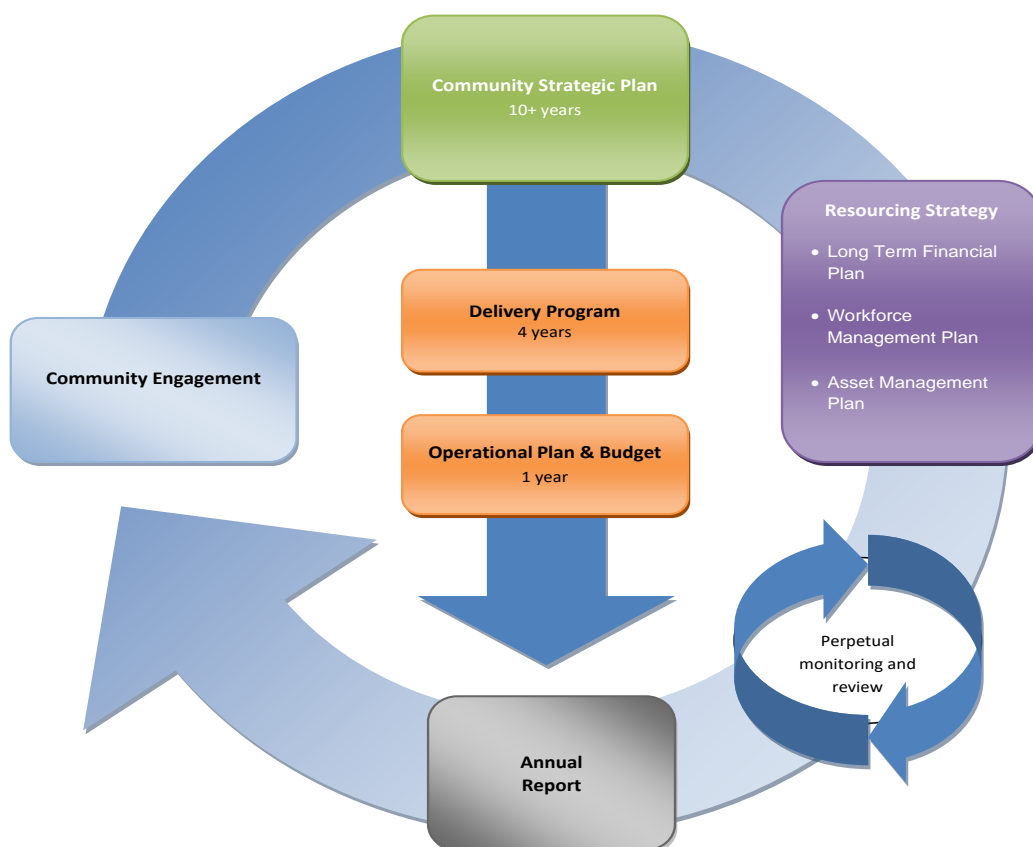 Community Strategic Plan
10+ years
Resourcing Strategy
• Long Term Financial
Plan
• Workforce
Management Plan
• Asset Management
Plan
Delivery Program
4 years
Community Engagement
Operational Plan & Budget
1 year
Perpetual
monitoring and
review
Annual
Report